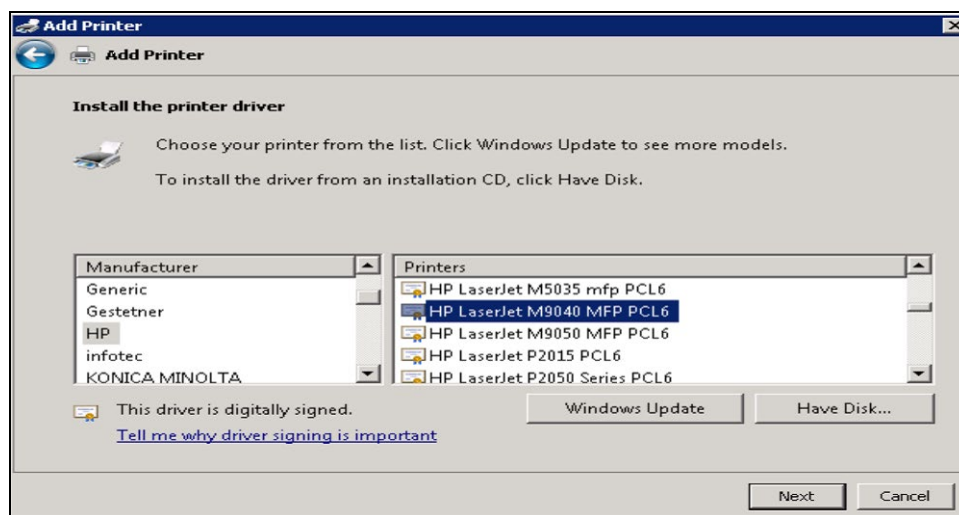 Add Printer
Add Printer
Install the printer driver
Choose your printer from the list. Click Windows Update to see more models.
To install the driver from an installation CD, click Have Disk.
Manufacturer
Generic
Gestetner
HP
infotec
KONICA MINOLTA
Printers
HP LaserJet M5035 mfp PCL6
HP LaserJet M9040 MFP PCL6
HP LaserJet M9050 MFP PCL6
HP LaserJet P2015 PCL6
HP LaserJet P2050 Series PCL6
This driver is digitally signed.
Tell me why driver signing is important
Windows Update
Have Disk...
Next
Cancel